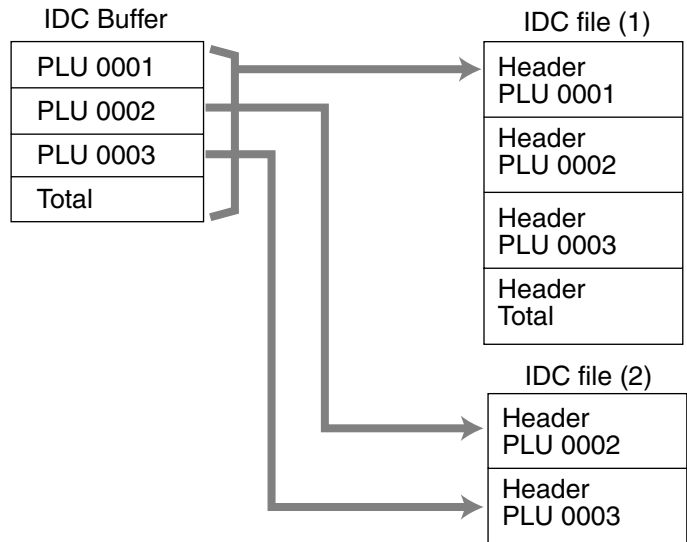 IDC Buffer
PLU 0001
PLU 0002
PLU 0003
Total
IDC file (1)
Header
PLU 0001
Header
PLU 0002
Header
PLU 0003
Header
Total
IDC file (2)
Header
PLU 0002
Header
PLU 0003